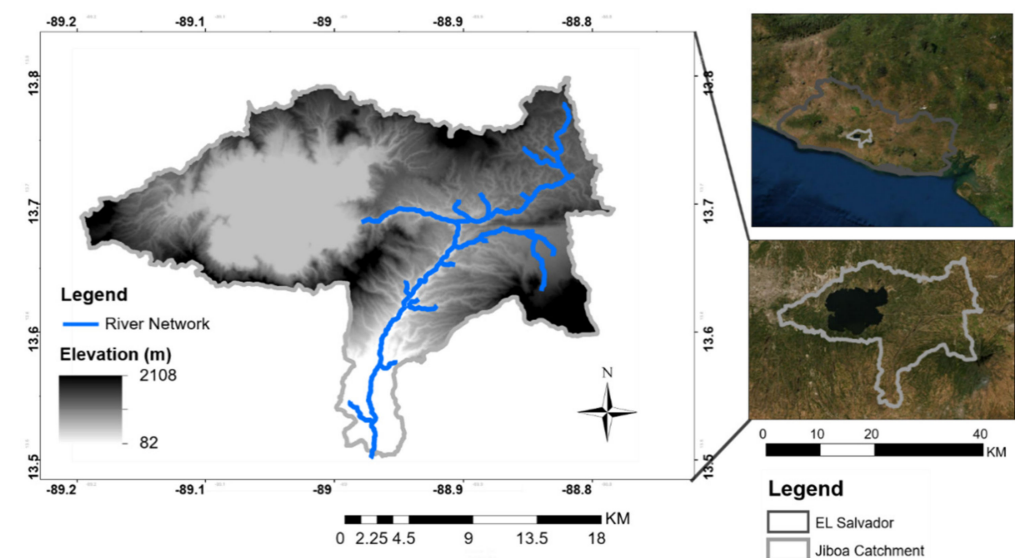 -89.2 -89.1 -89 -88.9 -88.8
13.8 13.8
13.7 13.7
13.6 13.6
13.5 13.5
Legend
River Network
Elevation (m)
2108
82
N
-89.2 -89.1 -89 -88.9 -88.8
KM
0 2.25 4.5 9 13.5 18
0 10 20 40
KM
Legend
EL Salvador
Jiboa Catchment